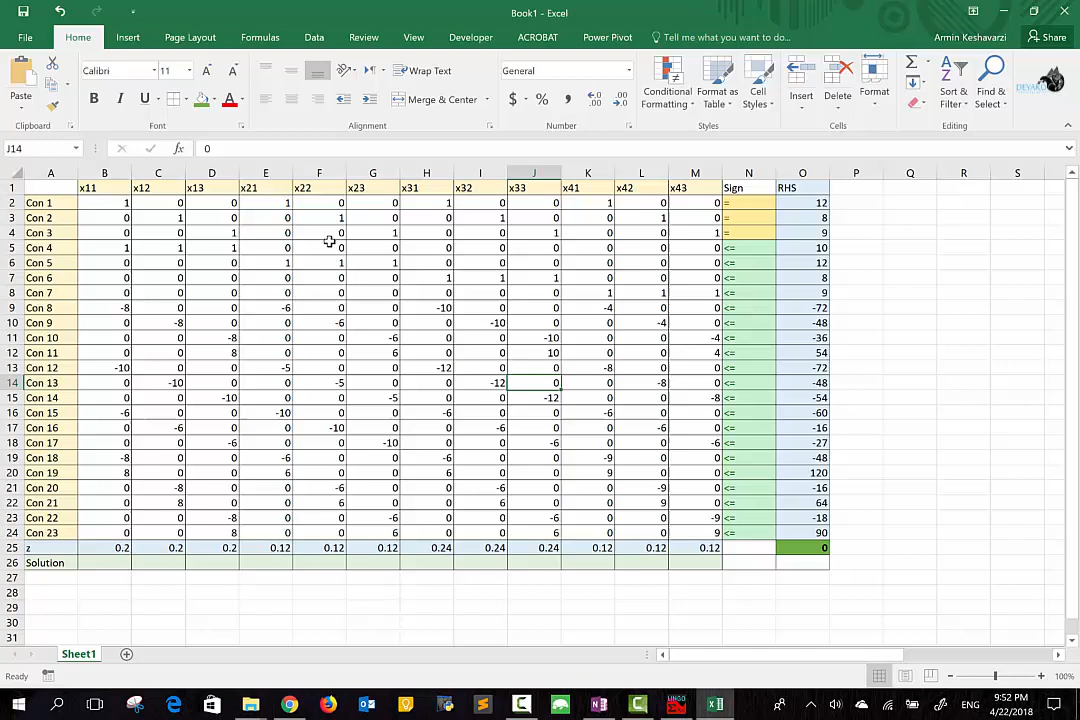 Book1 - Excel
File Home Insert Page Layout Formulas Data Review View Developer ACROBAT Power Pivot Tell me what you want to do... Armin Keshavarzi Share
Calibri 11 A A Wrap Text General
Paste B I U A Merge & Center $ % , Conditional Formatting Format as Table Cell Styles Insert Delete Format Sort & Filter Find & Select
Clipboard Font Alignment Number Styles Cells Editing
J14 fx 0
A B C D E F G H I J K L M N O P Q R S
1 x11 x12 x13 x21 x22 x23 x31 x32 x33 x41 x42 x43 Sign RHS
2 Con 1 1 0 0 1 0 0 1 0 0 1 0 0 = 12
3 Con 2 0 1 0 0 1 0 0 1 0 0 1 0 = 8
4 Con 3 0 0 1 0 0 1 0 0 1 0 0 1 = 9
5 Con 4 1 1 1 0 0 0 0 0 0 0 0 0 <= 10
6 Con 5 0 0 0 1 1 1 0 0 0 0 0 0 <= 12
7 Con 6 0 0 0 0 0 0 1 1 1 0 0 0 <= 8
8 Con 7 0 0 0 0 0 0 0 0 0 1 1 1 <= 9
9 Con 8 -8 0 0 -6 0 0 -10 0 0 -4 0 0 <= -72
10 Con 9 0 -8 0 0 -6 0 0 -10 0 0 -4 0 <= -48
11 Con 10 0 0 -8 0 0 -6 0 0 -10 0 0 -4 <= -36
12 Con 11 0 0 8 0 0 6 0 0 10 0 0 4 <= 54
13 Con 12 -10 0 0 -5 0 0 -12 0 0 -8 0 0 <= -72
14 Con 13 0 -10 0 0 -5 0 0 -12 0 0 -8 0 <= -48
15 Con 14 0 0 -10 0 0 -5 0 0 -12 0 0 -8 <= -54
16 Con 15 -6 0 0 -10 0 0 -6 0 0 -6 0 0 <= -60
17 Con 16 0 -6 0 0 -10 0 0 -6 0 0 -6 0 <= -16
18 Con 17 0 0 -6 0 0 -10 0 0 -6 0 0 -6 <= -27
19 Con 18 -8 0 0 -6 0 0 -6 0 0 -9 0 0 <= -48
20 Con 19 8 0 0 6 0 0 6 0 0 9 0 0 <= 120
21 Con 20 0 -8 0 0 -6 0 0 -6 0 0 -9 0 <= -16
22 Con 21 0 8 0 0 6 0 0 6 0 0 9 0 <= 64
23 Con 22 0 0 -8 0 0 -6 0 0 -6 0 0 -9 <= -18
24 Con 23 0 0 8 0 0 6 0 0 6 0 0 9 <= 90
25 z 0.2 0.2 0.2 0.12 0.12 0.12 0.24 0.24 0.24 0.12 0.12 0.12 0
26 Solution
27
28
29
30
31
Sheet1
Ready 100%
ENG 9:52 PM
4/22/2018